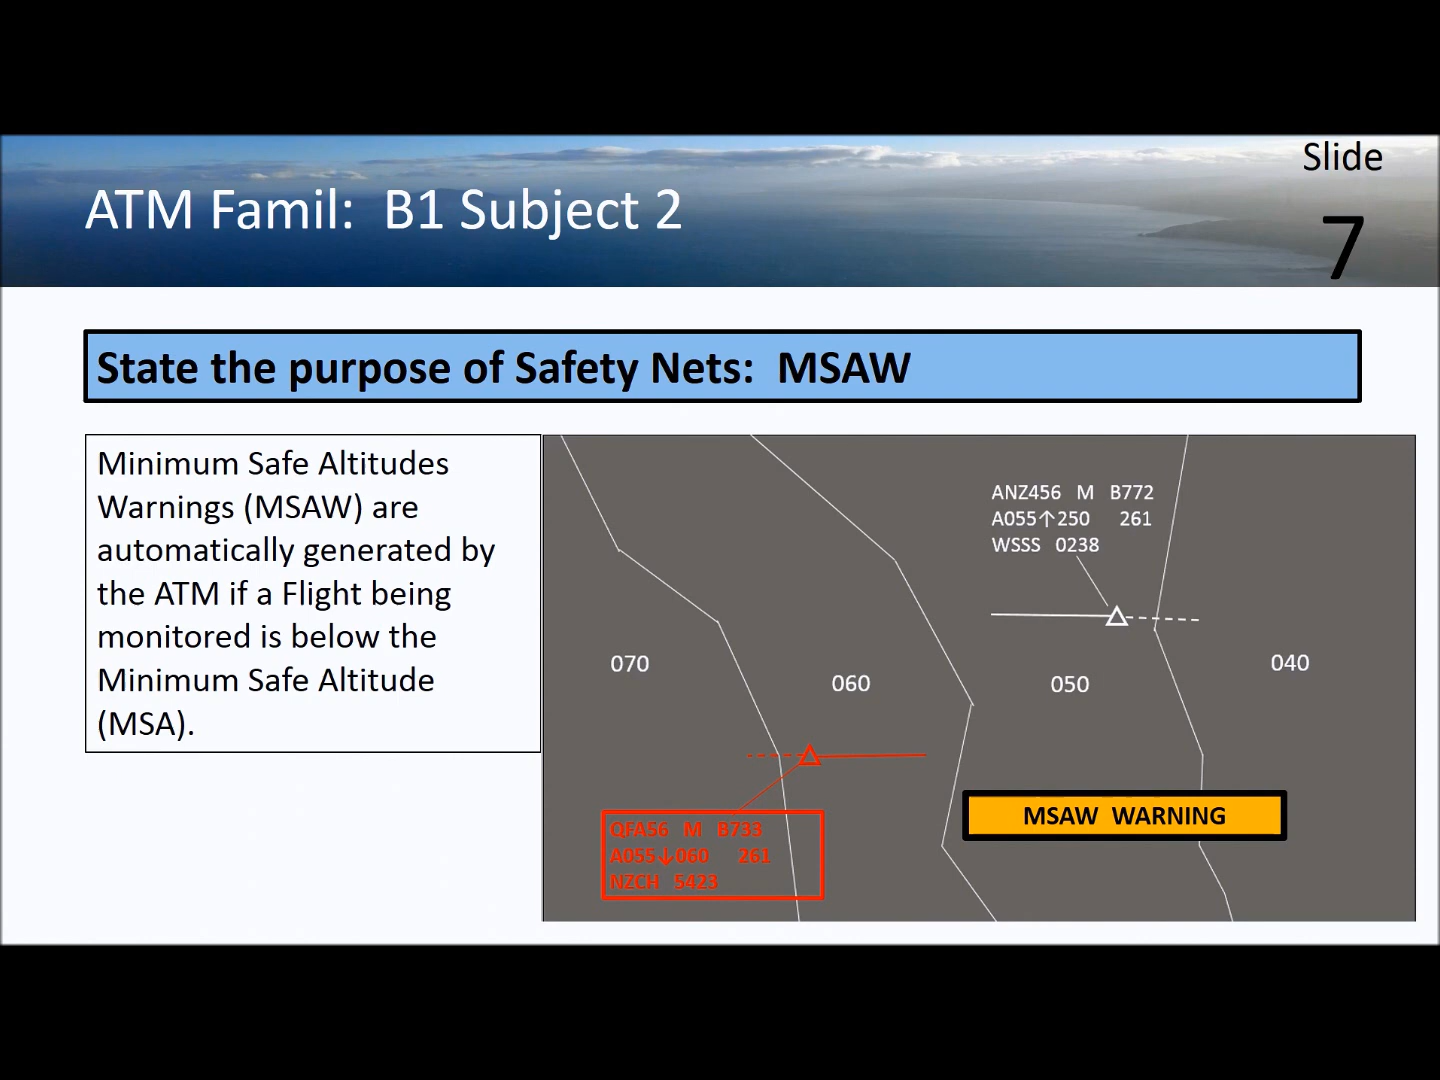 Slide
7
ATM Famil:  B1 Subject 2
State the purpose of Safety Nets:  MSAW
Minimum Safe Altitudes
Warnings (MSAW) are
automatically generated by
the ATM if a Flight being
monitored is below the
Minimum Safe Altitude
(MSA).
ANZ456 M B772
A055↑250 261
WSSS 0238
070
060
050
040
QFA56 M B733
A055↓060 261
NZCH 5423
MSAW WARNING